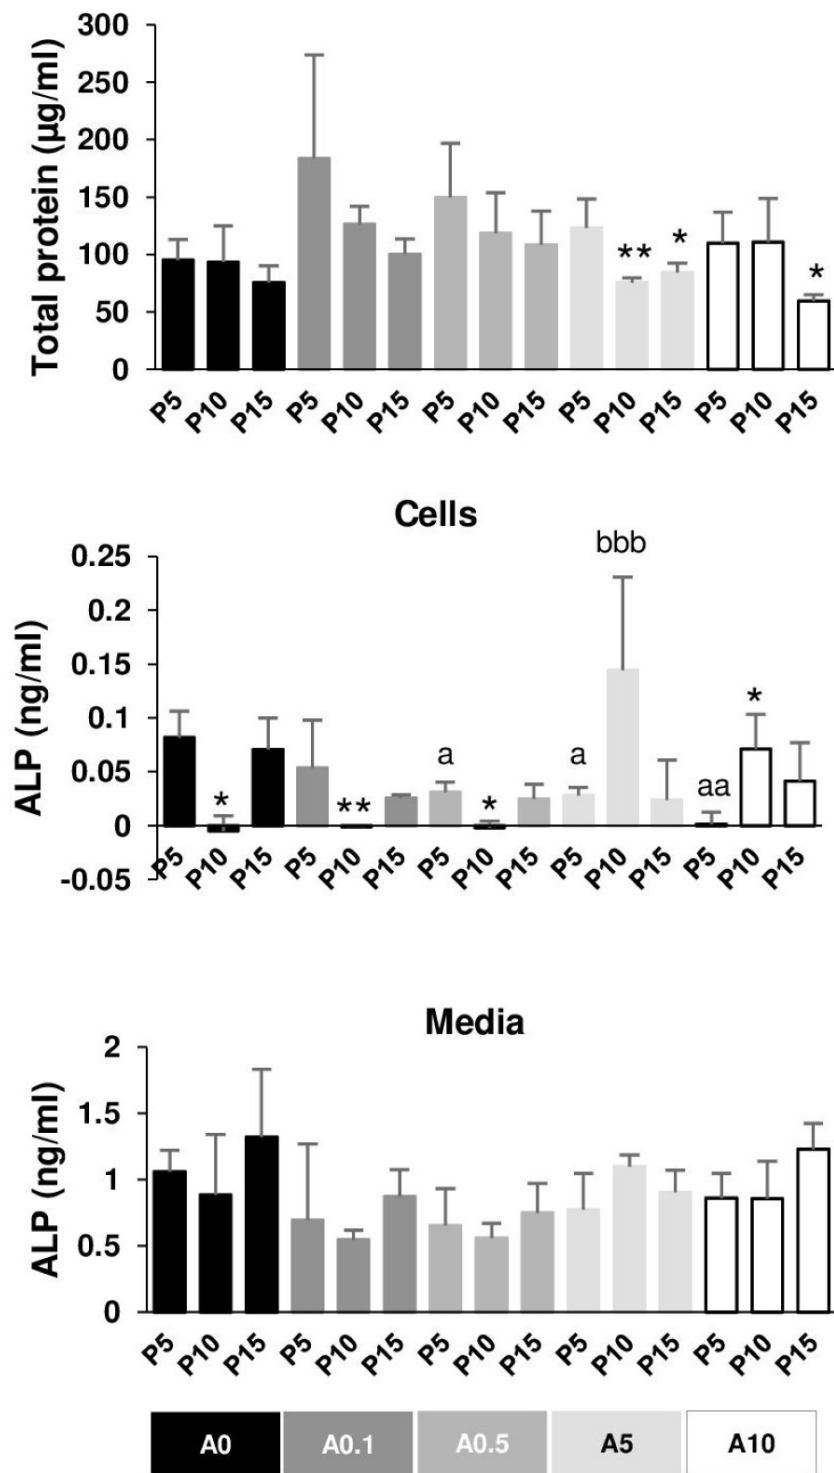 Total protein (µg/ml)
300
250
200
150
100
50
0
** * *
P5 P10 P15 P5 P10 P15 P5 P10 P15 P5 P10 P15 P5 P10 P15
Cells
ALP (ng/ml)
0.25
0.2
0.15
0.1
0.05
0
-0.05
* ** a * a bbb aa *
P5 P10 P15 P5 P10 P15 P5 P10 P15 P5 P10 P15 P5 P10 P15
Media
ALP (ng/ml)
2
1.5
1
0.5
0
P5 P10 P15 P5 P10 P15 P5 P10 P15 P5 P10 P15 P5 P10 P15
A0 A0.1 A0.5 A5 A10